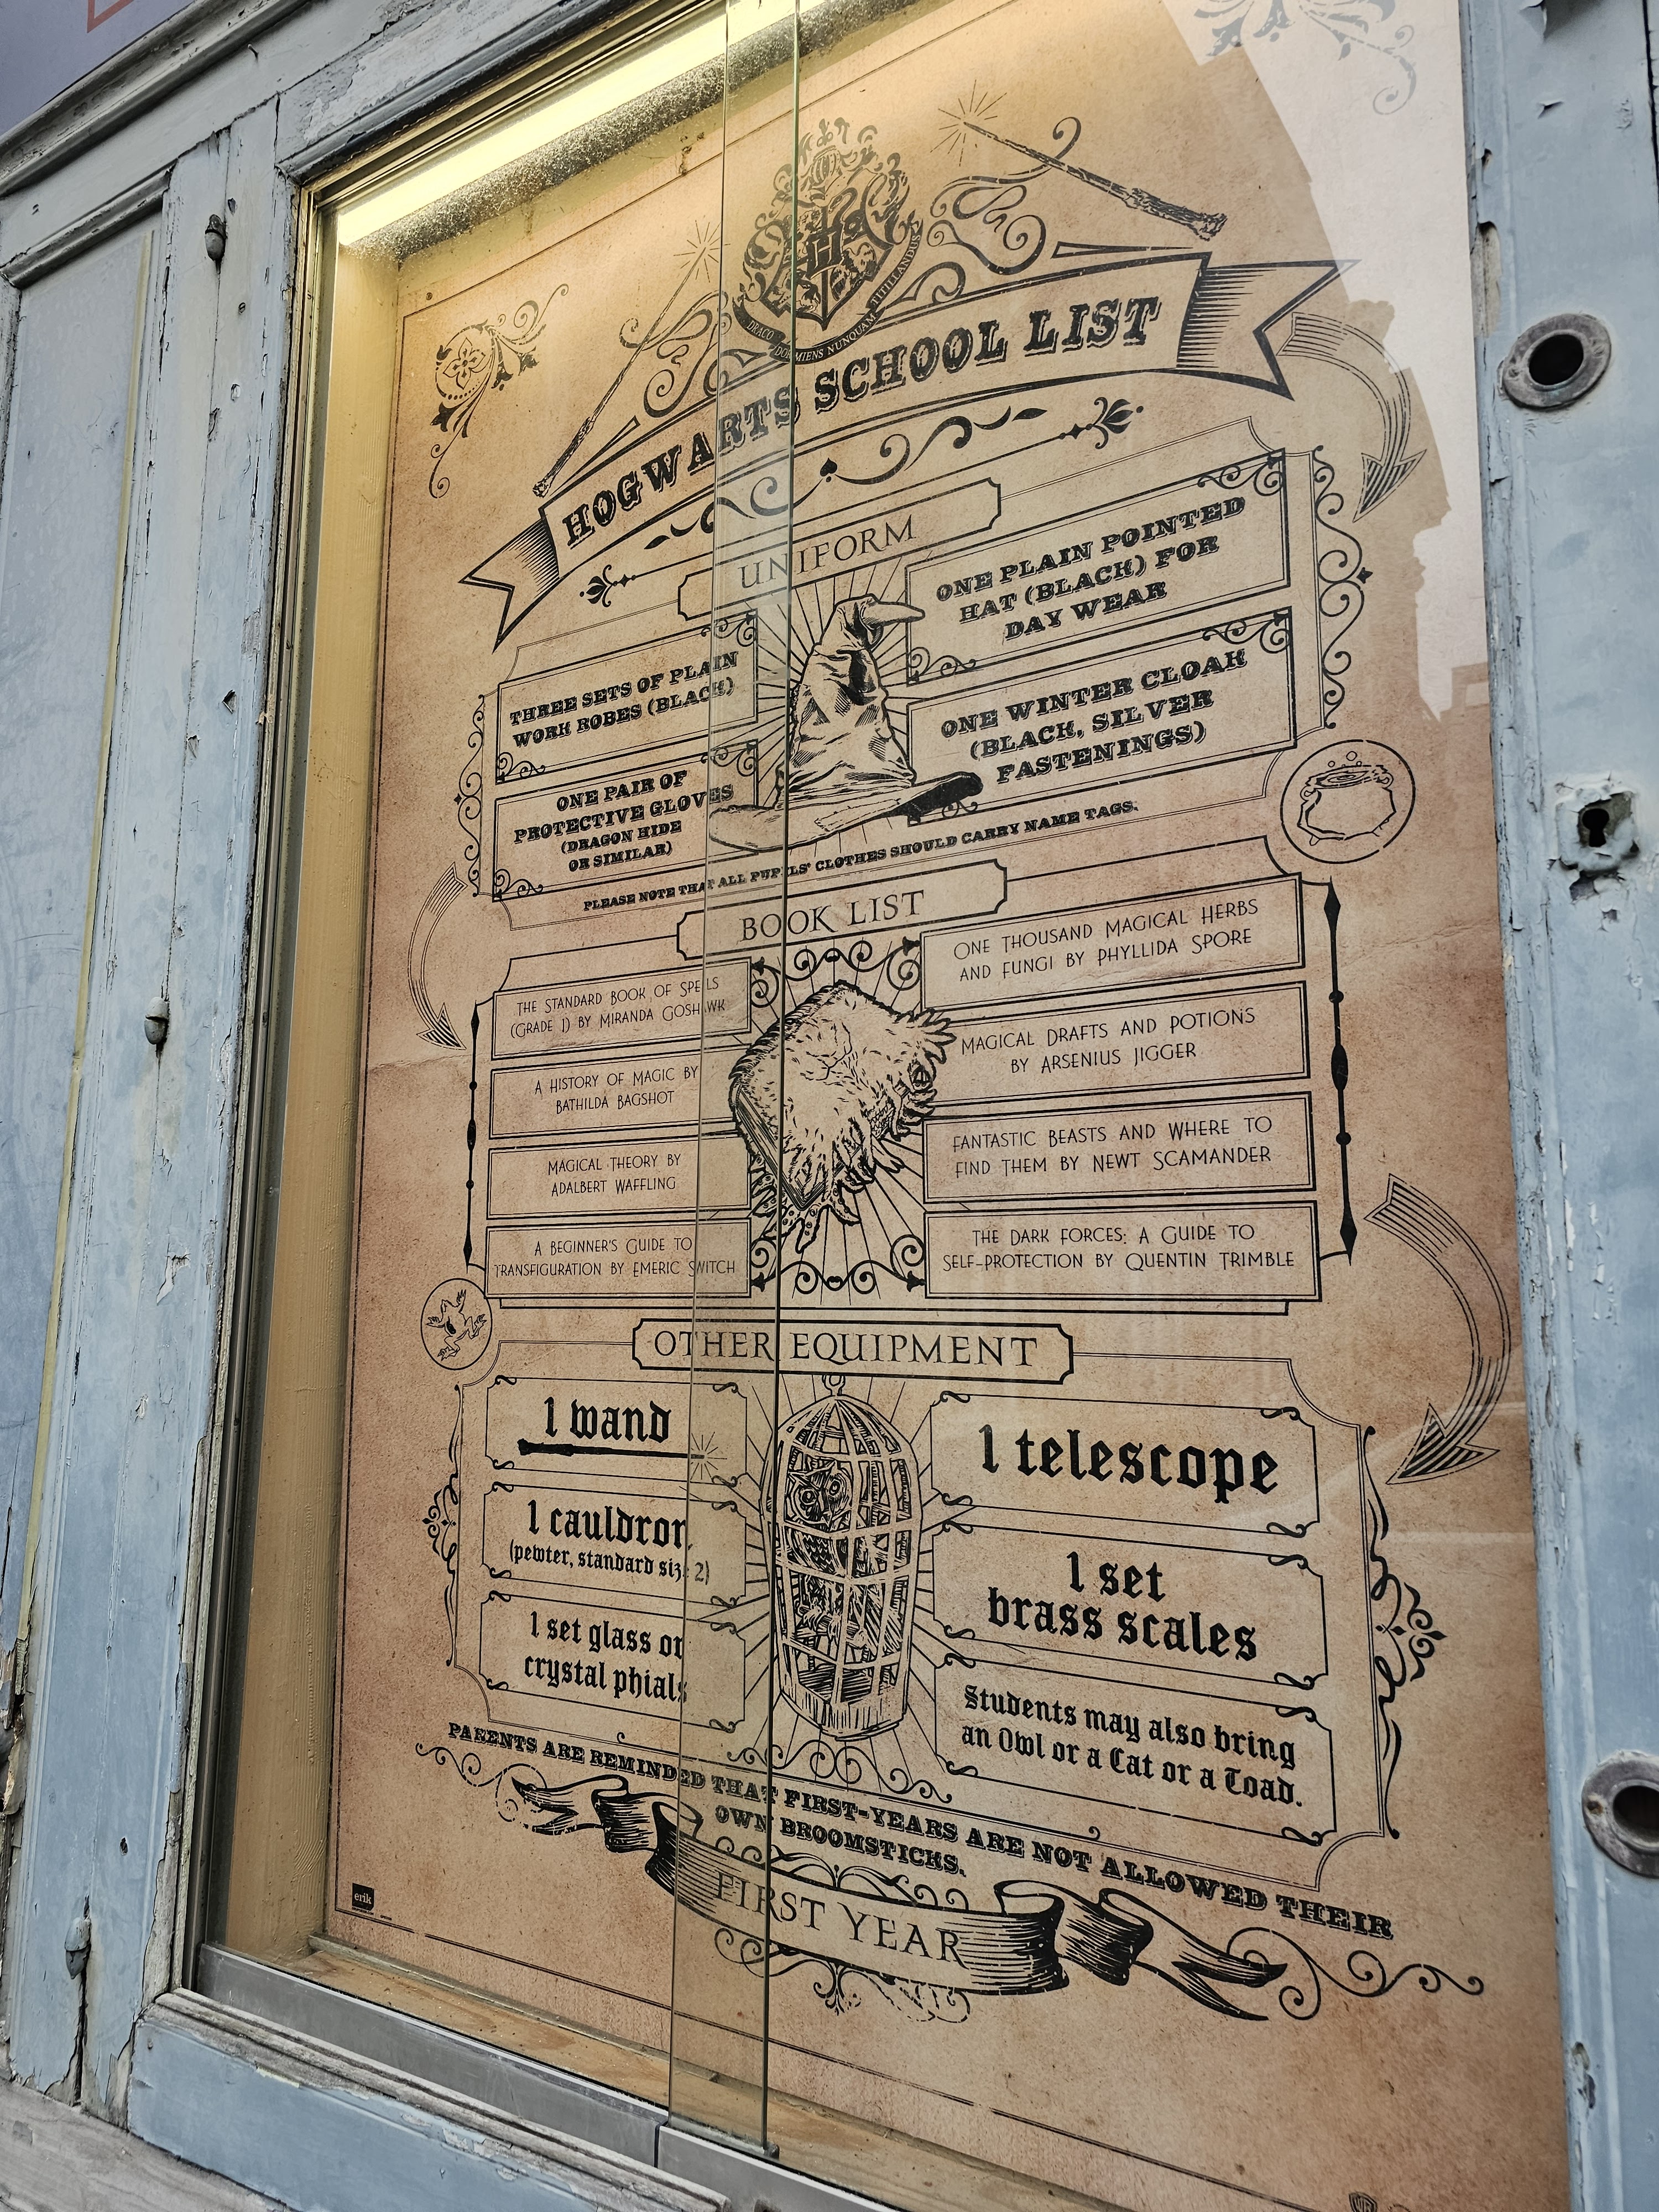 H
DRACO DORMIENS NUNQUAM TITILLANDUS
HOGWARTS SCHOOL LIST
UNIFORM
THREE SETS OF PLAIN
WORK ROBES (BLACK)
ONE PAIR OF
PROTECTIVE GLOVES
(DRAGON HIDE
OR SIMILAR)
ONE PLAIN POINTED
HAT (BLACK) FOR
DAY WEAR
ONE WINTER CLOAK
(BLACK, SILVER
FASTENINGS)
PLEASE NOTE THAT ALL PUPILS' CLOTHES SHOULD CARRY NAME TAGS.
BOOK LIST
THE STANDARD BOOK OF SPELLS
(GRADE 1) BY MIRANDA GOSHAWK
A HISTORY OF MAGIC BY
BATHILDA BAGSHOT
MAGICAL THEORY BY
ADALBERT WAFFLING
A BEGINNER'S GUIDE TO
TRANSFIGURATION BY EMERIC SWITCH
ONE THOUSAND MAGICAL HERBS
AND FUNGI BY PHYLLIDA SPORE
MAGICAL DRAFTS AND POTIONS
BY ARSENIUS JIGGER
FANTASTIC BEASTS AND WHERE TO
FIND THEM BY NEWT SCAMANDER
THE DARK FORCES: A GUIDE TO
SELF-PROTECTION BY QUENTIN TRIMBLE
OTHER EQUIPMENT
1 wand
1 cauldron
(pewter, standard size 2)
1 set glass or
crystal phials
1 telescope
1 set
brass scales
Students may also bring
an Owl or a Cat or a Toad.
PARENTS ARE REMINDED THAT FIRST-YEARS ARE NOT ALLOWED THEIR
OWN BROOMSTICKS.
FIRST YEAR
erik